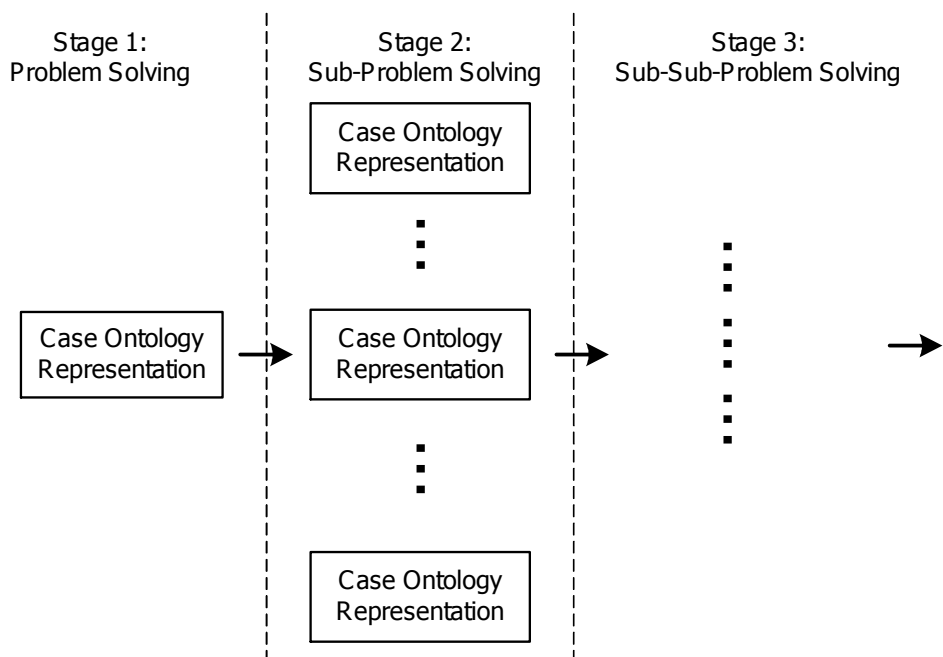 Stage 1:
Problem Solving
Stage 2:
Sub-Problem Solving
Stage 3:
Sub-Sub-Problem Solving
Case Ontology
Representation
Case Ontology
Representation
Case Ontology
Representation
Case Ontology
Representation